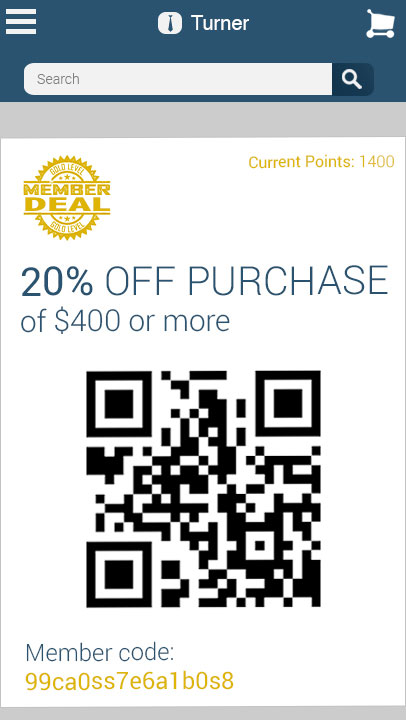 Turner
Search
Current Points: 1400
GOLD LEVEL
MEMBER
DEAL
GOLD LEVEL
20% OFF PURCHASE
of $400 or more
Member code:
99ca0ss7e6a1b0s8